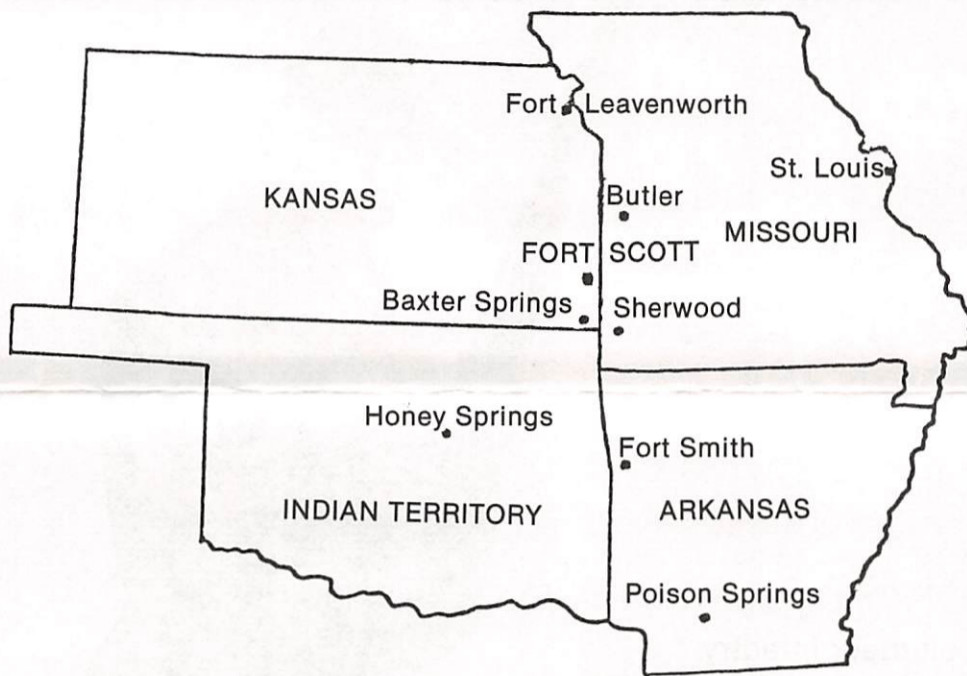 Fort Leavenworth
St. Louis
KANSAS
Butler
MISSOURI
FORT SCOTT
Baxter Springs
Sherwood
Honey Springs
Fort Smith
INDIAN TERRITORY
ARKANSAS
Poison Springs